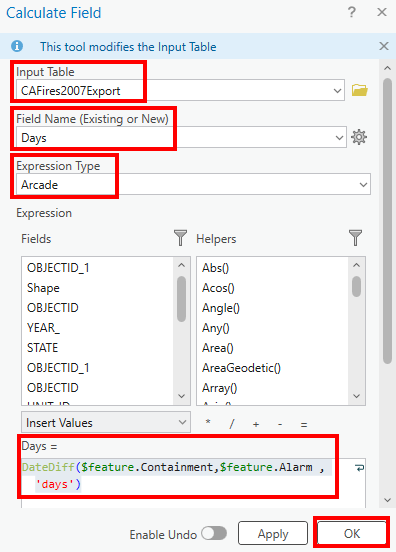 Calculate Field ? ×
This tool modifies the Input Table ×
Input Table
CAFires2007Export
Field Name (Existing or New)
Days
Expression Type
Arcade
Expression
Fields Helpers
OBJECTID_1 Abs()
Shape Acos()
OBJECTID Angle()
YEAR_ Any()
STATE Area()
OBJECTID_1 AreaGeodetic()
OBJECTID Array()
Insert Values * / + - =
Days =
DateDiff($feature.Containment,$feature.Alarm ,
'days')
Enable Undo Apply OK